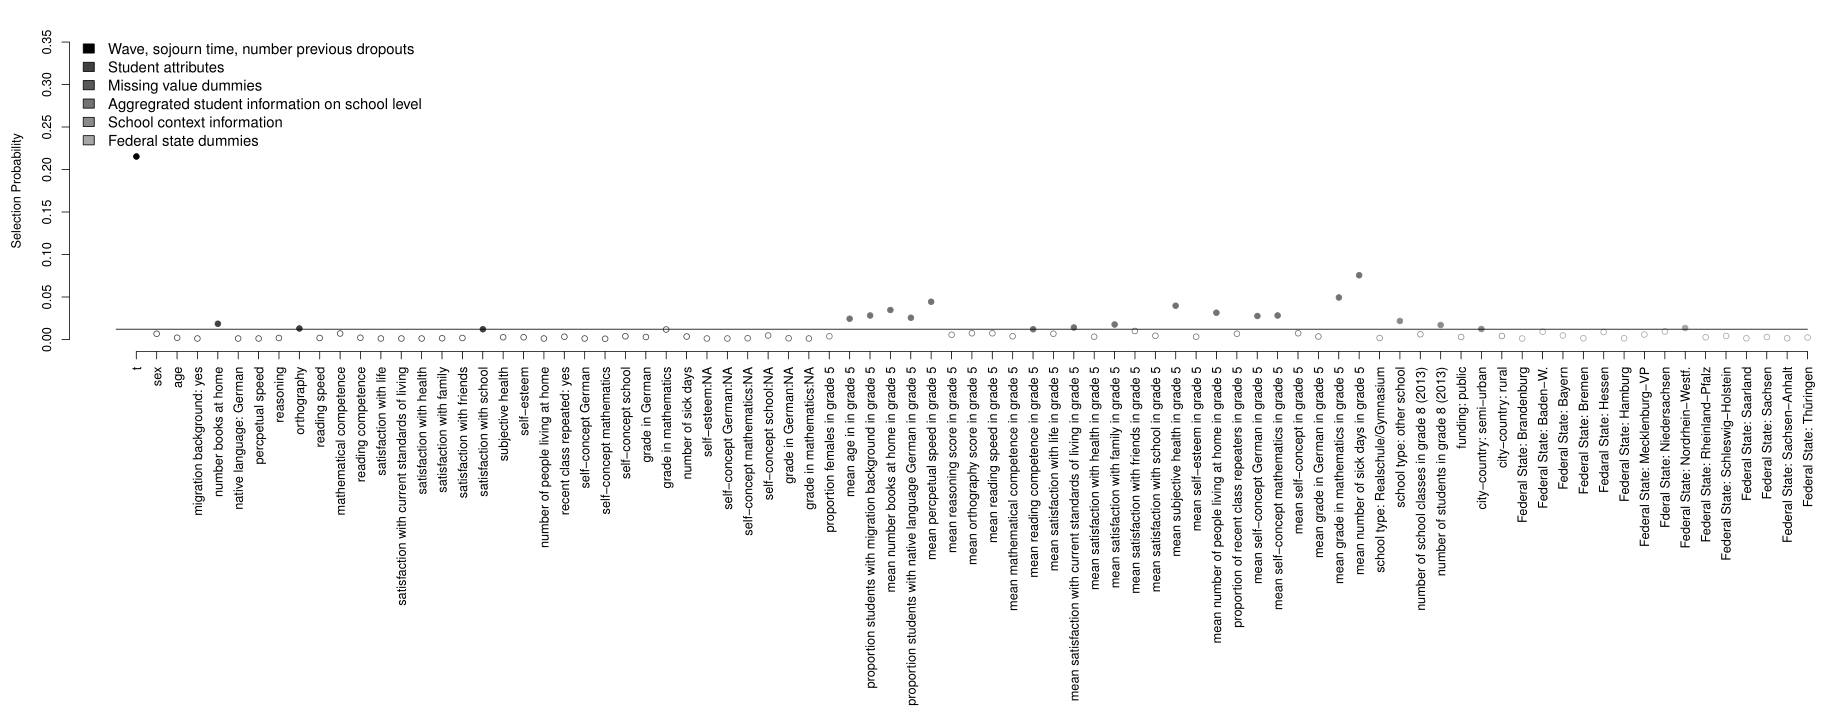 0.35
0.30
0.25
0.20
0.15
0.10
0.05
0.00
Selection Probability
Wave, sojourn time, number previous dropouts
Student attributes
Missing value dummies
Aggregrated student information on school level
School context information
Federal state dummies
t
sex
age
migration background: yes
number books at home
native language: German
percpetual speed
reasoning
orthography
reading speed
mathematical competence
reading competence
satisfaction with life
satisfaction with current standards of living
satisfaction with health
satisfaction with family
satisfaction with friends
satisfaction with school
subjective health
self−esteem
number of people living at home
recent class repeated: yes
self−concept German
self−concept mathematics
self−concept school
grade in German
grade in mathematics
number of sick days
self−esteem:NA
self−concept German:NA
self−concept mathematics:NA
self−concept school:NA
grade in German:NA
grade in mathematics:NA
proportion females in grade 5
mean age in in grade 5
proportion students with migration background in grade 5
mean number books at home in grade 5
proportion students with native language German in grade 5
mean perpetual speed in grade 5
mean reasoning score in grade 5
mean orthography score in grade 5
mean reading speed in grade 5
mean mathematical competence in grade 5
mean reading competence in grade 5
mean satisfaction with life in grade 5
mean satisfaction with current standards of living in grade 5
mean satisfaction with health in grade 5
mean satisfaction with family in grade 5
mean satisfaction with friends in grade 5
mean satisfaction with school in grade 5
mean subjective health in grade 5
mean self−esteem in grade 5
mean number of people living at home in grade 5
proportion of recent class repeaters in grade 5
mean self−concept German in grade 5
mean self−concept mathematics in grade 5
mean self−concept in grade 5
mean grade in German in grade 5
mean grade in mathematics in grade 5
mean number of sick days in grade 5
school type: Realschule/Gymnasium
school type: other school
number of school classes in grade 8 (2013)
number of students in grade 8 (2013)
funding: public
city−country: semi−urban
city−country: rural
Federal State: Brandenburg
Federal State: Baden−W.
Federal State: Bayern
Federal State: Bremen
Fedaral State: Hessen
Federal State: Hamburg
Federal State: Mecklenburg−VP
Fderal State: Niedersachsen
Federal State: Nordrhein−Westf.
Federal State: Rheinland−Pfalz
Federal State: Schleswig−Holstein
Federal State: Saarland
Federal State: Sachsen
Federal State: Sachsen−Anhalt
Federal State: Thüringen